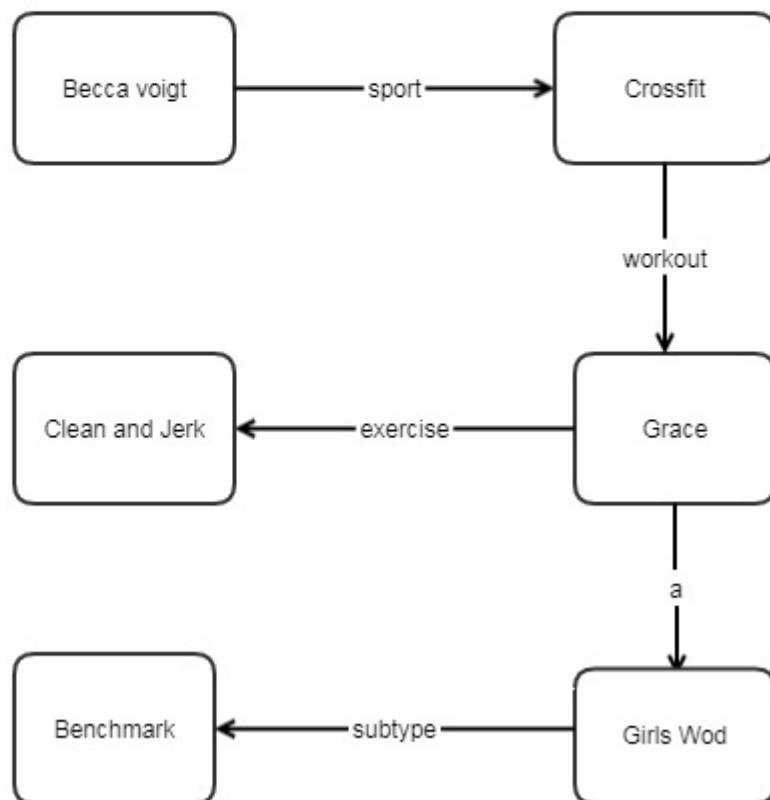 Becca voigt
sport
Crossfit
workout
Clean and Jerk
exercise
Grace
a
Benchmark
subtype
Girls Wod